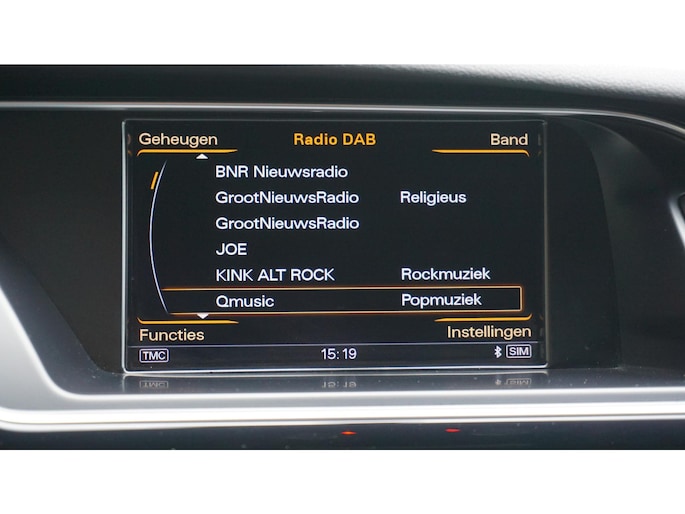 Geheugen Radio DAB Band
BNR Nieuwsradio
GrootNieuwsRadio Religieus
GrootNieuwsRadio
JOE
KINK ALT ROCK Rockmuziek
Qmusic Popmuziek
Functies Instellingen
TMC 15:19 SIM